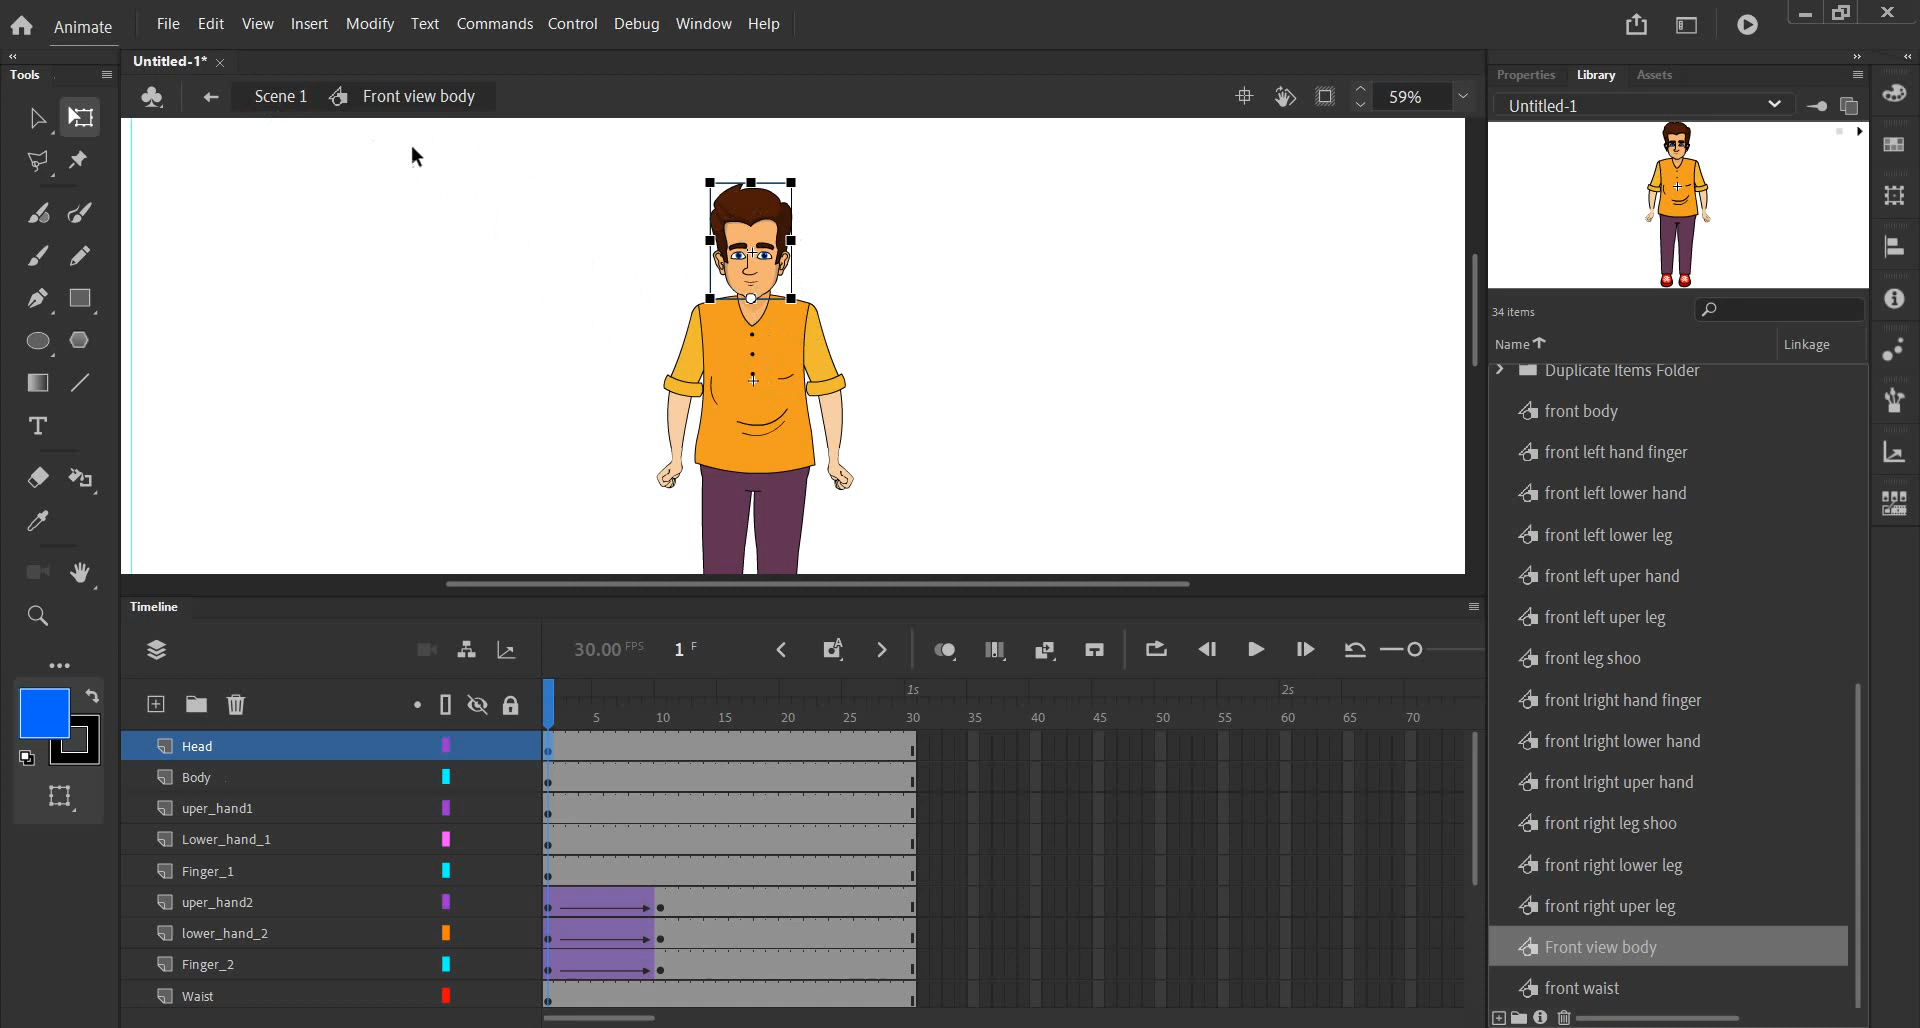 Animate File Edit View Insert Modify Text Commands Control Debug Window Help
Tools
Untitled-1*
Scene 1 Front view body
59%
Properties Library Assets
Untitled-1
34 items
Name Linkage
Duplicate Items Folder
front body
front left hand finger
front left lower hand
front left lower leg
front left uper hand
front left uper leg
front leg shoo
front lright hand finger
front lright lower hand
front lright uper hand
front right leg shoo
front right lower leg
front right uper leg
Front view body
front waist
Timeline
30.00 FPS 1 F
1s 2s
5 10 15 20 25 30 35 40 45 50 55 60 65 70
Head
Body
uper_hand1
Lower_hand_1
Finger_1
uper_hand2
lower_hand_2
Finger_2
Waist